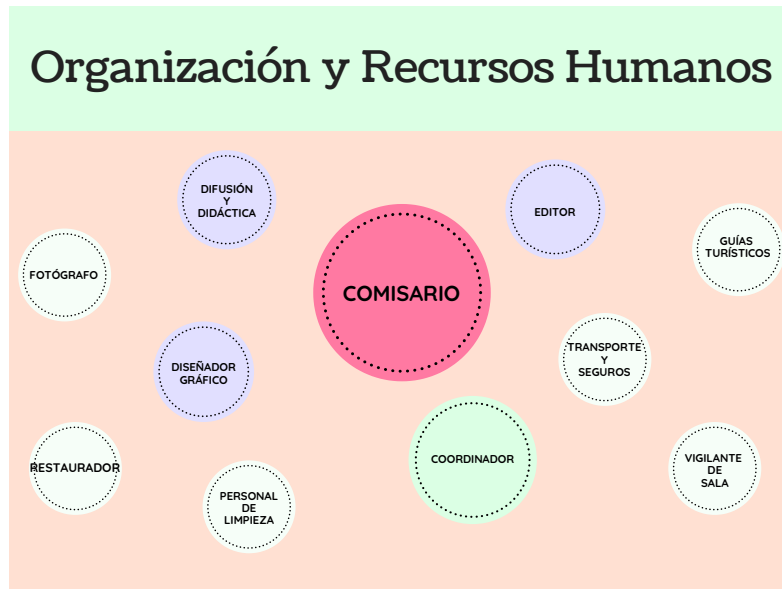 Organización y Recursos Humanos
DIFUSIÓN
Y
DIDÁCTICA
EDITOR
GUÍAS
TURÍSTICOS
FOTÓGRAFO
COMISARIO
TRANSPORTE
Y
SEGUROS
DISEÑADOR
GRÁFICO
COORDINADOR
RESTAURADOR
VIGILANTE
DE
SALA
PERSONAL
DE
LIMPIEZA